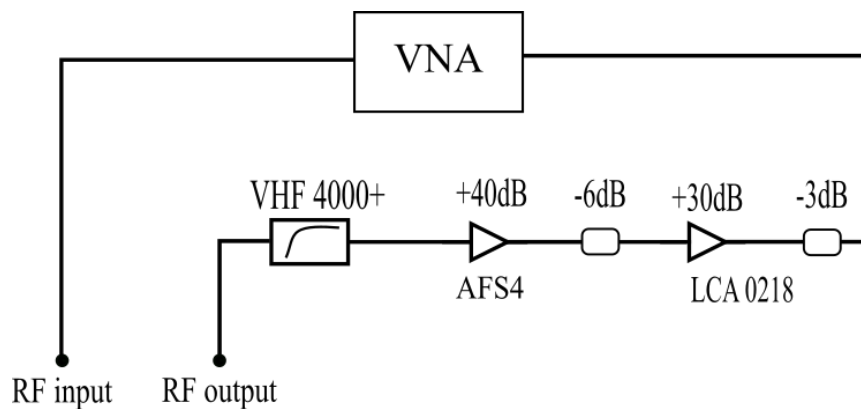 VNA
VHF 4000+
+40dB
-6dB
+30dB
-3dB
AFS4
LCA 0218
RF input
RF output